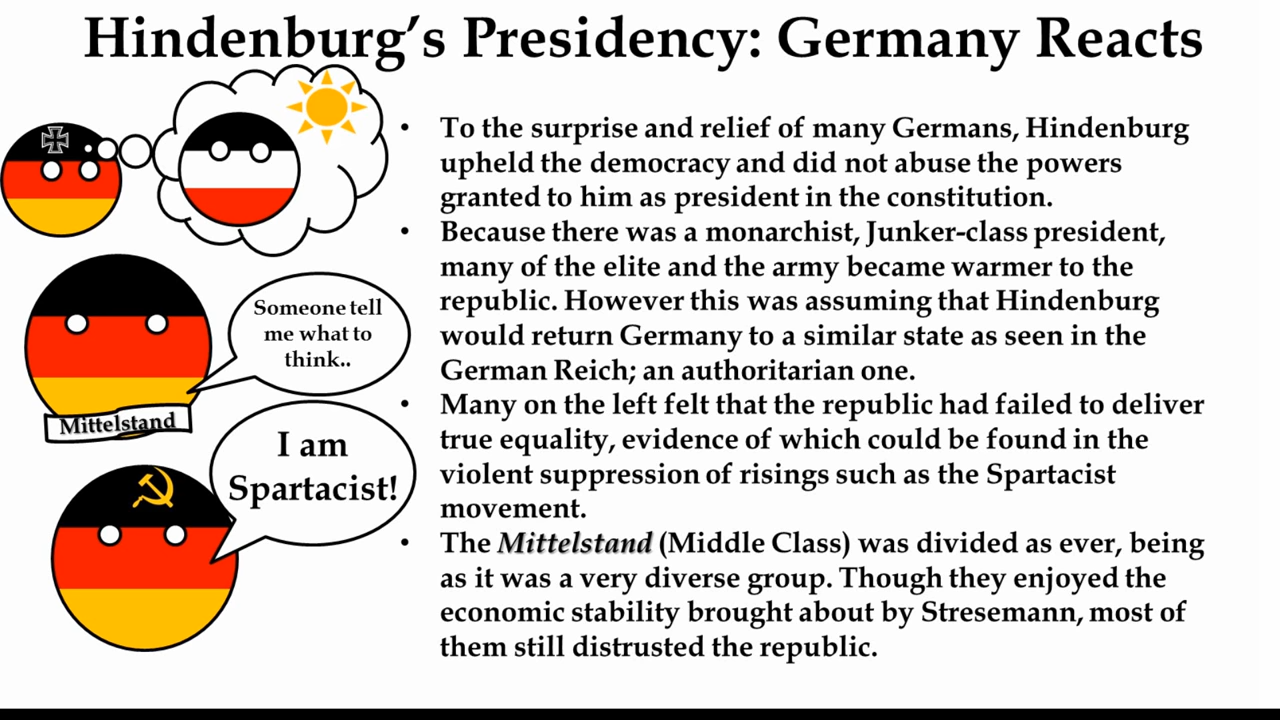 Hindenburg's Presidency: Germany Reacts
• To the surprise and relief of many Germans, Hindenburg
upheld the democracy and did not abuse the powers
granted to him as president in the constitution.
• Because there was a monarchist, Junker-class president,
many of the elite and the army became warmer to the
republic. However this was assuming that Hindenburg
would return Germany to a similar state as seen in the
German Reich; an authoritarian one.
• Many on the left felt that the republic had failed to deliver
true equality, evidence of which could be found in the
violent suppression of risings such as the Spartacist
movement.
• The Mittelstand (Middle Class) was divided as ever, being
as it was a very diverse group. Though they enjoyed the
economic stability brought about by Stresemann, most of
them still distrusted the republic.
Someone tell
me what to
think..
Mittelstand
I am
Spartacist!